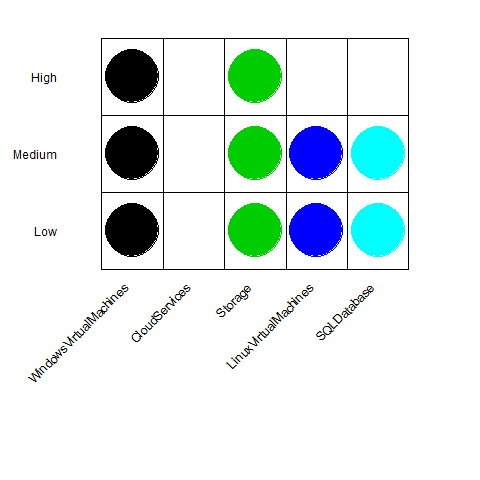 High
Medium
Low
WindowsVirtualMachines
CloudServices
Storage
LinuxVirtualMachines
SQLDatabase